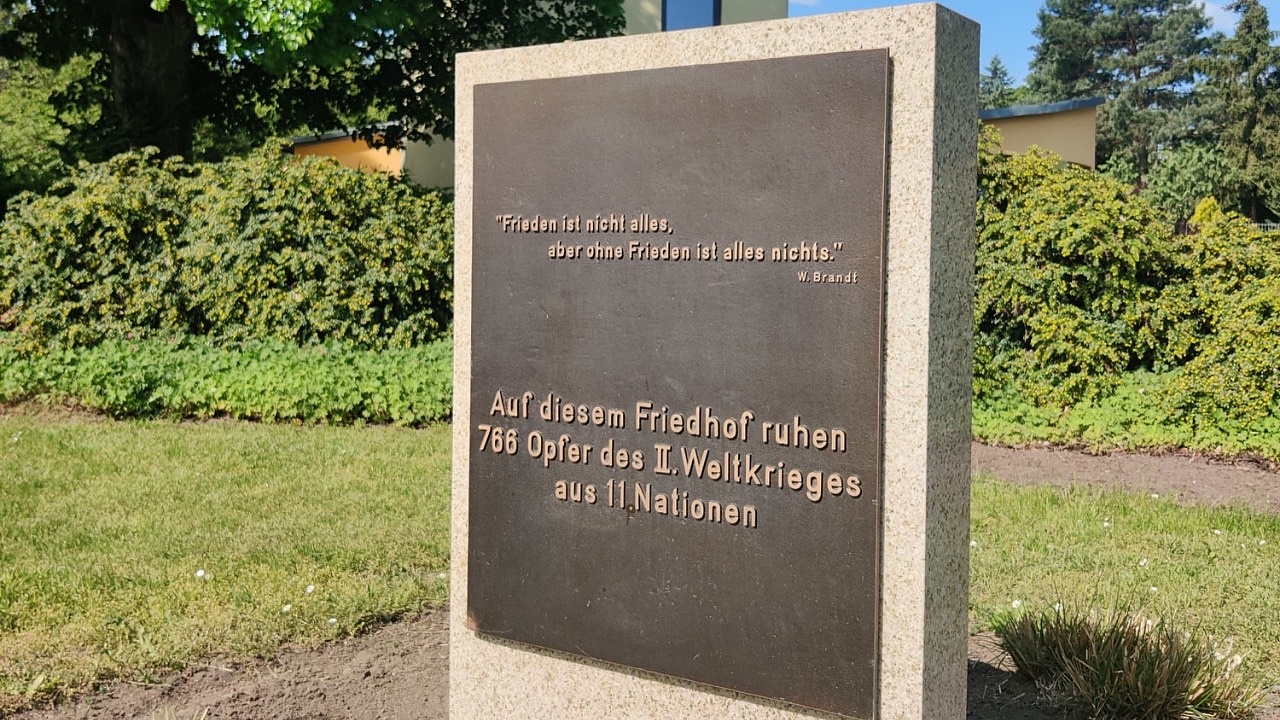 "Frieden ist nicht alles,
aber ohne Frieden ist alles nichts."
W. Brandt
Auf diesem Friedhof ruhen
766 Opfer des II. Weltkrieges
aus 11.Nationen